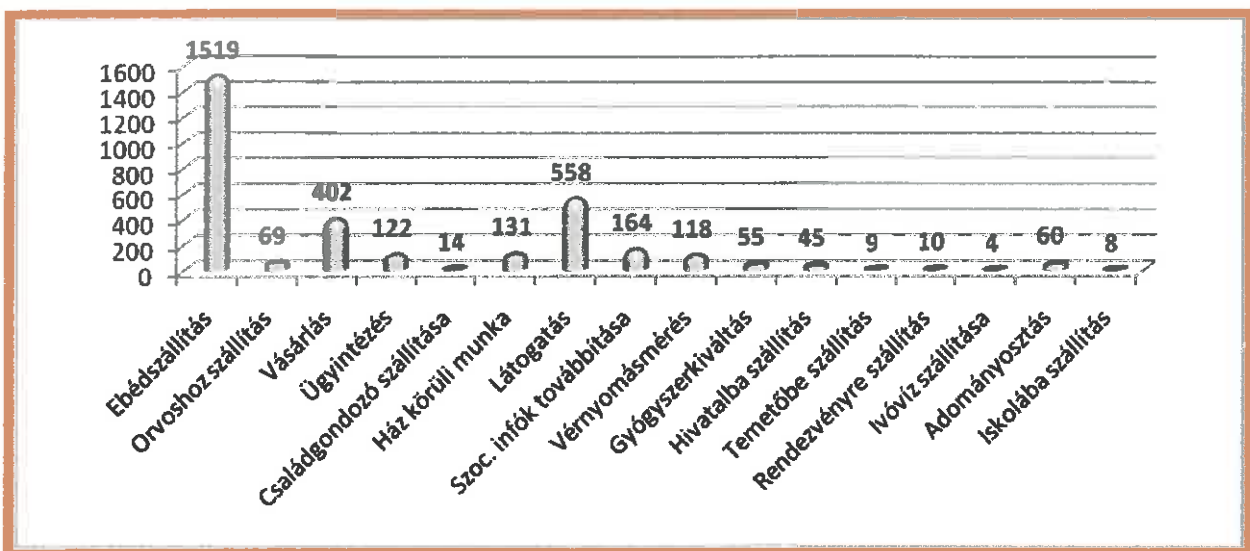 1519
1600
1400
1200
1000
800
600
400
200
0
69
402
122
14
131
558
164
118
55
45
9
10
4
60
8
Ebédszállítás
Orvoshoz szállítás
Vásárlás
Ügyintézés
Családgondozó szállítása
Ház körüli munka
Látogatás
Szoc. infók továbbítása
Vérnyomásmérés
Gyógyszerkiváltás
Hivatalba szállítás
Temetőbe szállítás
Rendezvényre szállítás
Ivóvíz szállítása
Adományosztás
Iskolába szállítás